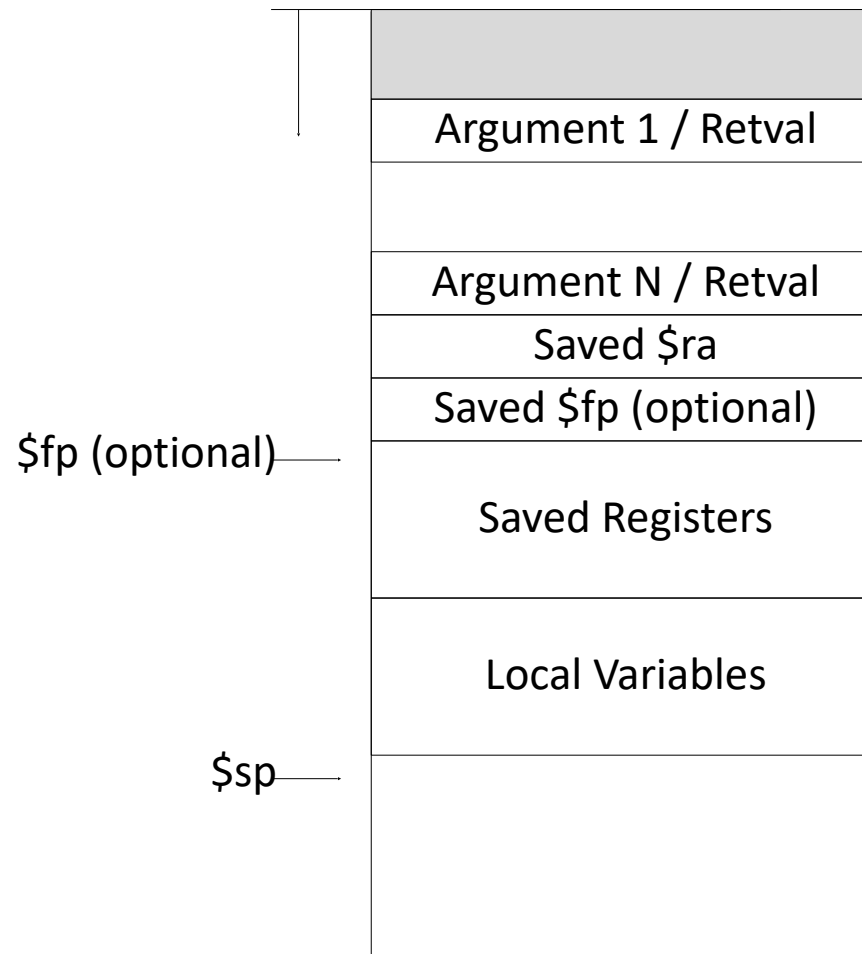 Argument 1 / Retval
Argument N / Retval
Saved $ra
Saved $fp (optional)
$fp (optional)
Saved Registers
Local Variables
$sp